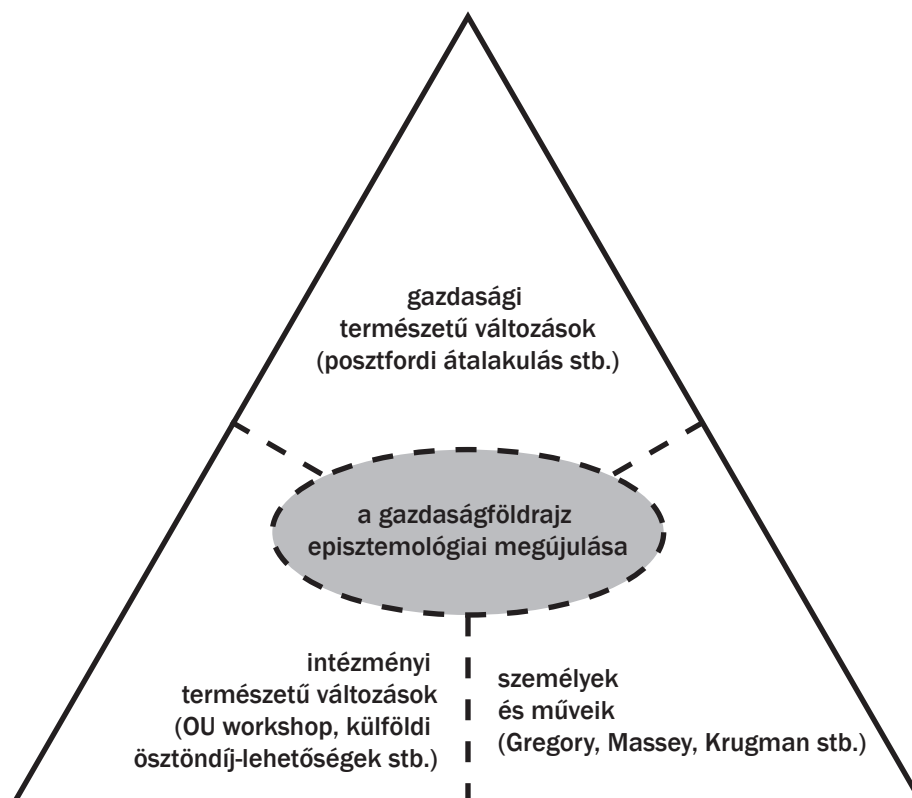 gazdasági
természetű változások
(posztfordi átalakulás stb.)
a gazdaságföldrajz
episztemológiai megújulása
intézményi
természetű változások
(OU workshop, külföldi
ösztöndíj-lehetőségek stb.)
személyek
és műveik
(Gregory, Massey, Krugman stb.)